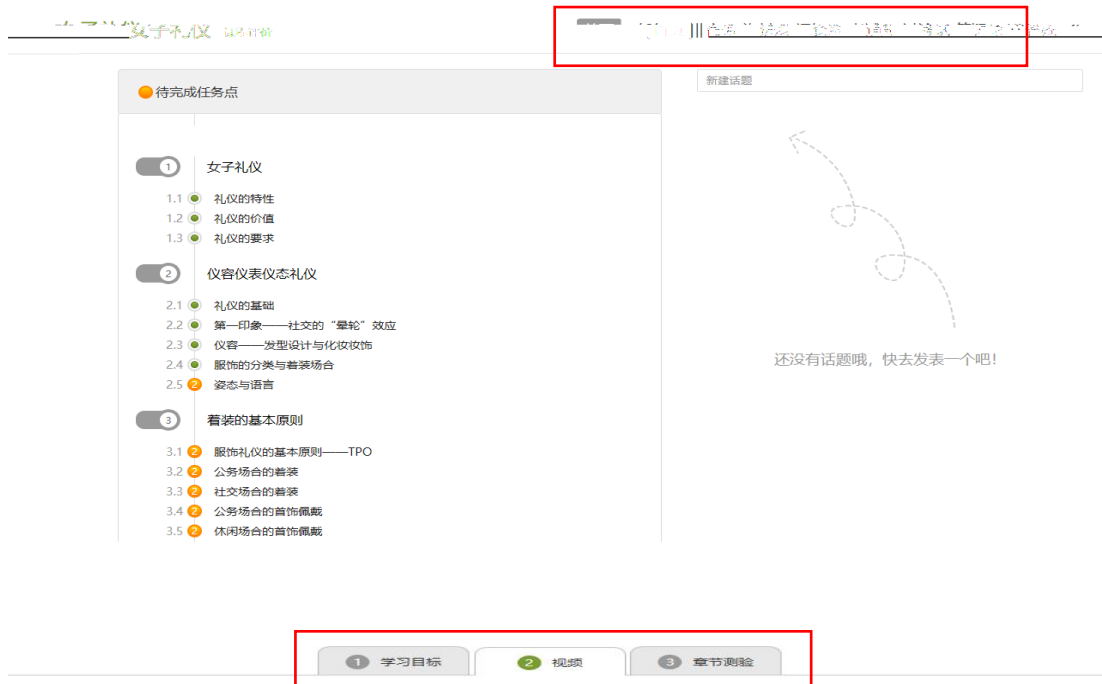 女子礼仪 课程评价
新建话题
待完成任务点
1 女子礼仪
1.1 礼仪的特性
1.2 礼仪的价值
1.3 礼仪的要求
2 仪容仪表仪态礼仪
2.1 礼仪的基础
2.2 第一印象——社交的“晕轮”效应
2.3 仪容——发型设计与化妆妆饰
2.4 服饰的分类与着装场合
2.5 2 姿态与语言
3 着装的基本原则
3.1 2 服饰礼仪的基本原则——TPO
3.2 2 公务场合的着装
3.3 2 社交场合的着装
3.4 2 公务场合的首饰佩戴
3.5 2 休闲场合的首饰佩戴
还没有话题哦，快去发表一个吧！
1 学习目标 2 视频 3 章节测验